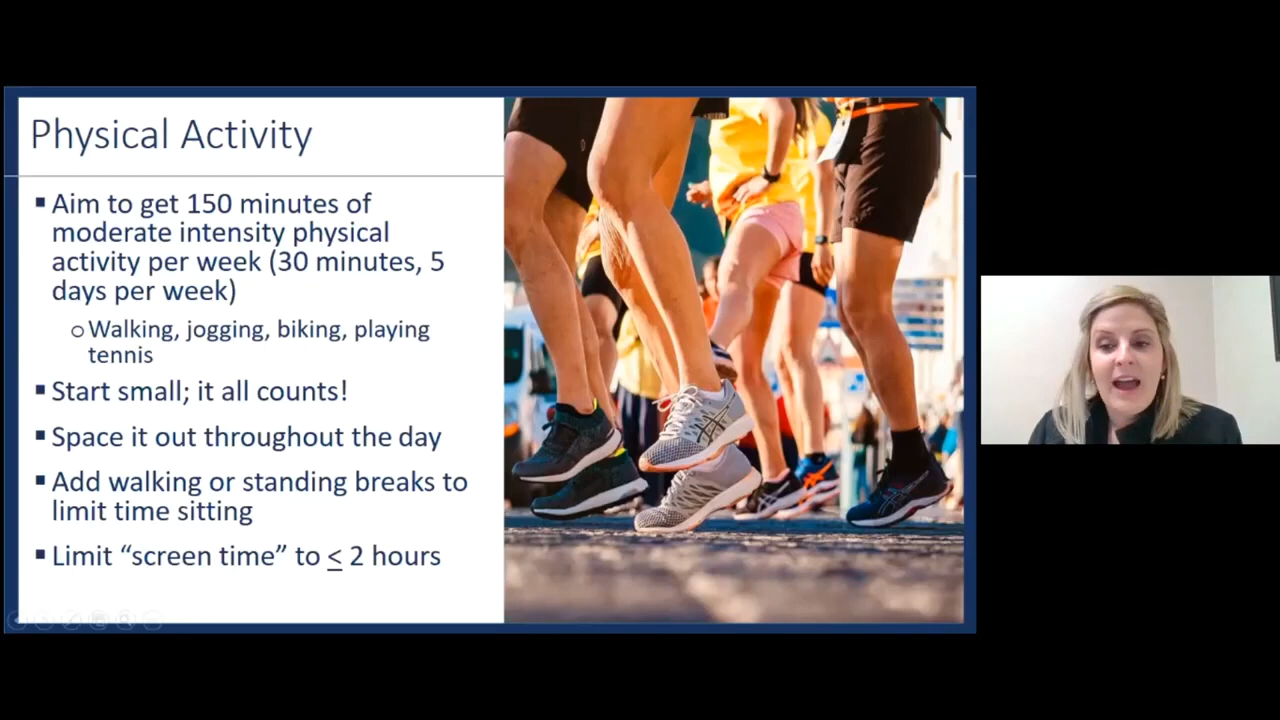 Physical Activity
▪ Aim to get 150 minutes of
moderate intensity physical
activity per week (30 minutes, 5
days per week)
o Walking, jogging, biking, playing
tennis
▪ Start small; it all counts!
▪ Space it out throughout the day
▪ Add walking or standing breaks to
limit time sitting
▪ Limit “screen time” to ≤ 2 hours